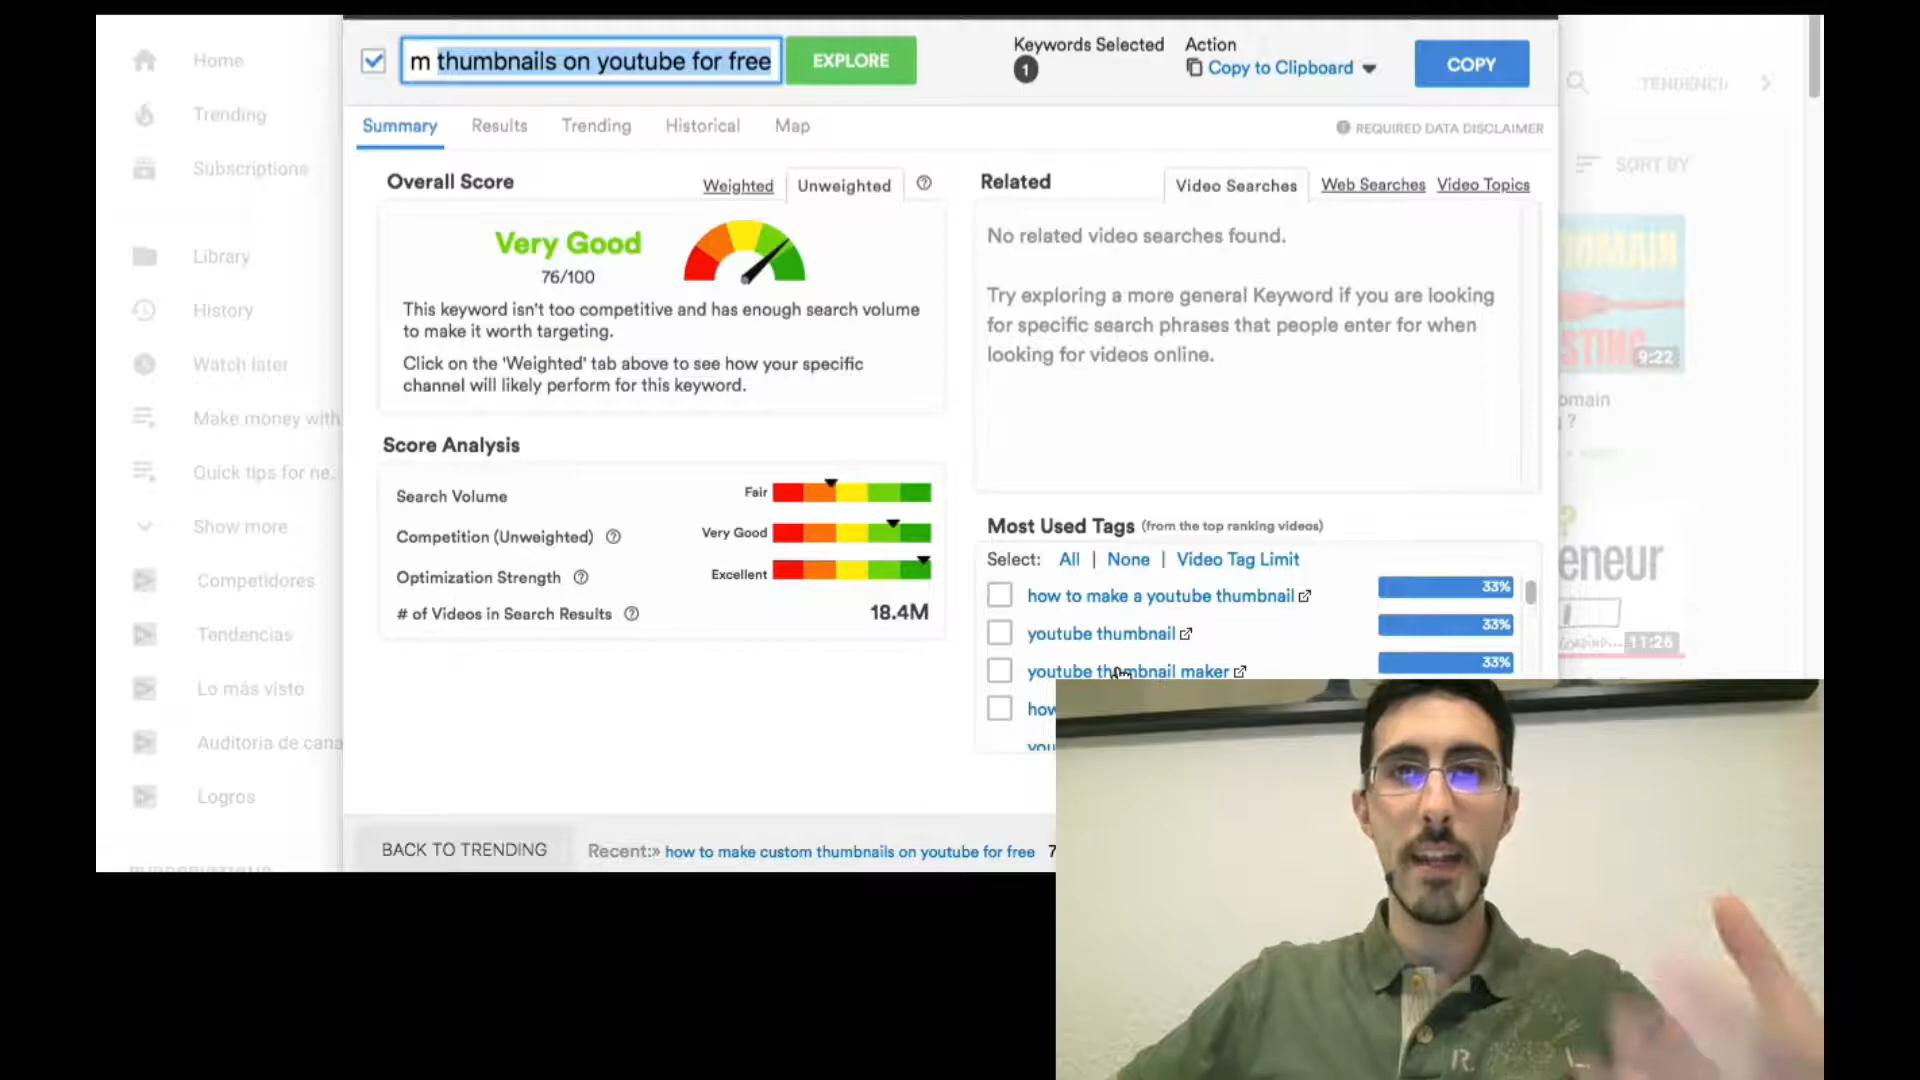 Home
Trending
Subscriptions
Library
History
Watch later
Make money with
Quick tips for ne...
Show more
Competidores
Tendencias
Lo más visto
Auditoria de cana
Logros
m thumbnails on youtube for free
EXPLORE
Keywords Selected
1
Action
Copy to Clipboard
COPY
Summary
Results
Trending
Historical
Map
REQUIRED DATA DISCLAIMER
Overall Score
Weighted
Unweighted
Very Good
76/100
This keyword isn't too competitive and has enough search volume
to make it worth targeting.
Click on the 'Weighted' tab above to see how your specific
channel will likely perform for this keyword.
Score Analysis
Search Volume
Fair
Competition (Unweighted)
Very Good
Optimization Strength
Excellent
# of Videos in Search Results
18.4M
Related
Video Searches
Web Searches
Video Topics
No related video searches found.
Try exploring a more general Keyword if you are looking
for specific search phrases that people enter for when
looking for videos online.
Most Used Tags (from the top ranking videos)
Select: All | None | Video Tag Limit
how to make a youtube thumbnail 33%
youtube thumbnail 33%
youtube thumbnail maker 33%
how
you
BACK TO TRENDING
Recent:» how to make custom thumbnails on youtube for free 7
SORT BY
OMAIN
STING
9:22
omain
?
eneur
11:26
R L